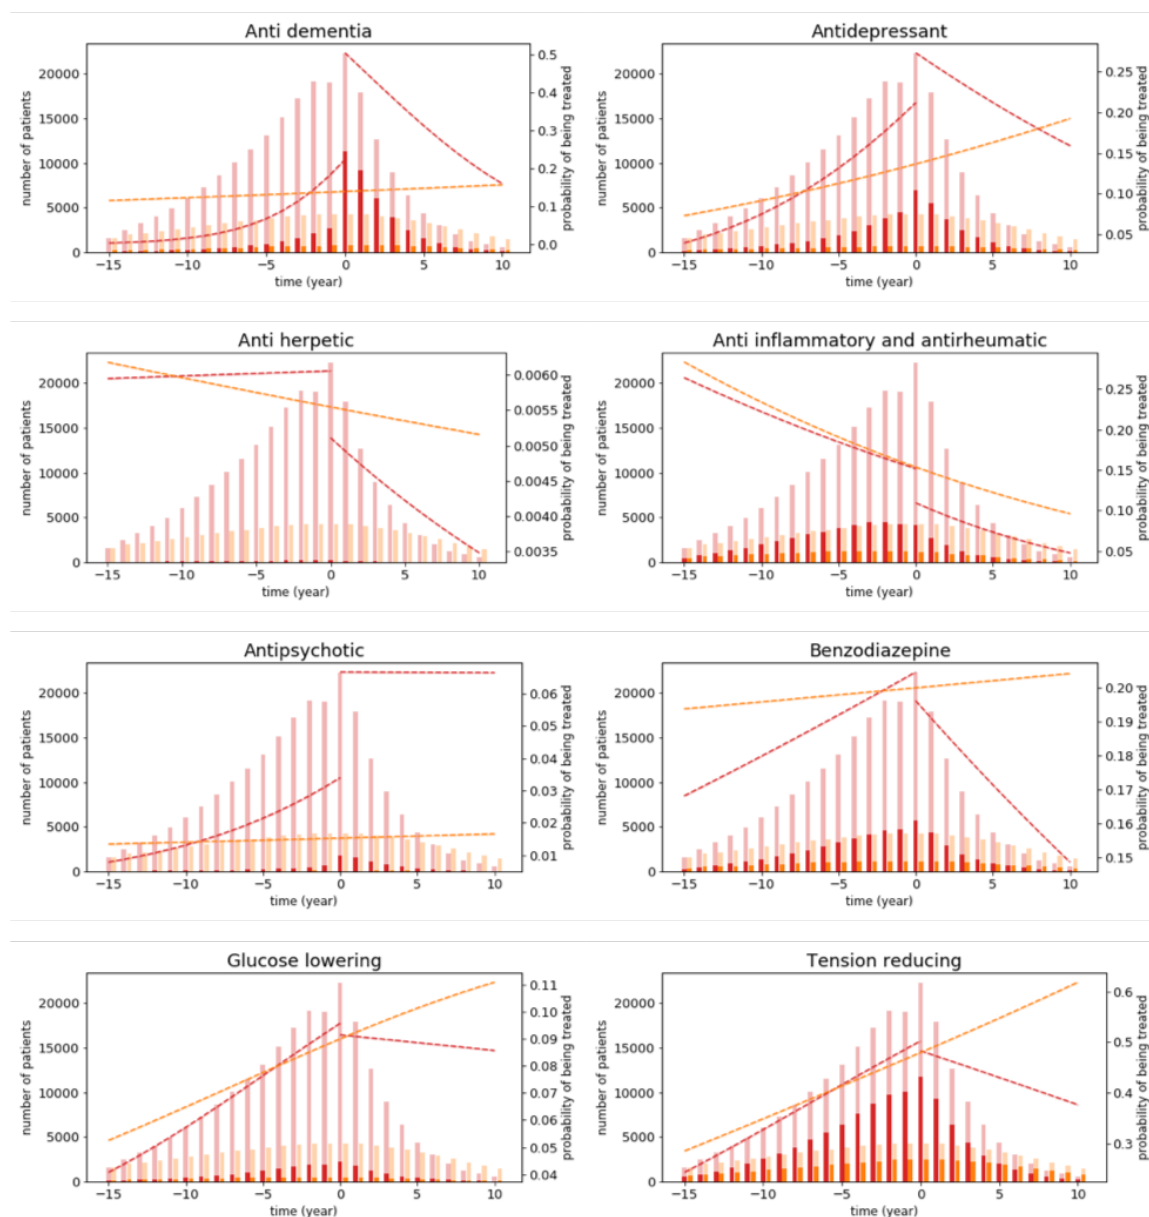 Anti dementia
number of patients
20000
15000
10000
5000
0
−15 −10 −5 0 5 10
time (year)
0.5
0.4
0.3
0.2
0.1
0.0
probability of being treated
Antidepressant
number of patients
20000
15000
10000
5000
0
−15 −10 −5 0 5 10
time (year)
0.25
0.20
0.15
0.10
0.05
probability of being treated
Anti herpetic
number of patients
20000
15000
10000
5000
0
−15 −10 −5 0 5 10
time (year)
0.0060
0.0055
0.0050
0.0045
0.0040
0.0035
probability of being treated
Anti inflammatory and antirheumatic
number of patients
20000
15000
10000
5000
0
−15 −10 −5 0 5 10
time (year)
0.25
0.20
0.15
0.10
0.05
probability of being treated
Antipsychotic
number of patients
20000
15000
10000
5000
0
−15 −10 −5 0 5 10
time (year)
0.06
0.05
0.04
0.03
0.02
0.01
probability of being treated
Benzodiazepine
number of patients
20000
15000
10000
5000
0
−15 −10 −5 0 5 10
time (year)
0.20
0.19
0.18
0.17
0.16
0.15
probability of being treated
Glucose lowering
number of patients
20000
15000
10000
5000
0
−15 −10 −5 0 5 10
time (year)
0.11
0.10
0.09
0.08
0.07
0.06
0.05
0.04
probability of being treated
Tension reducing
number of patients
20000
15000
10000
5000
0
−15 −10 −5 0 5 10
time (year)
0.6
0.5
0.4
0.3
probability of being treated